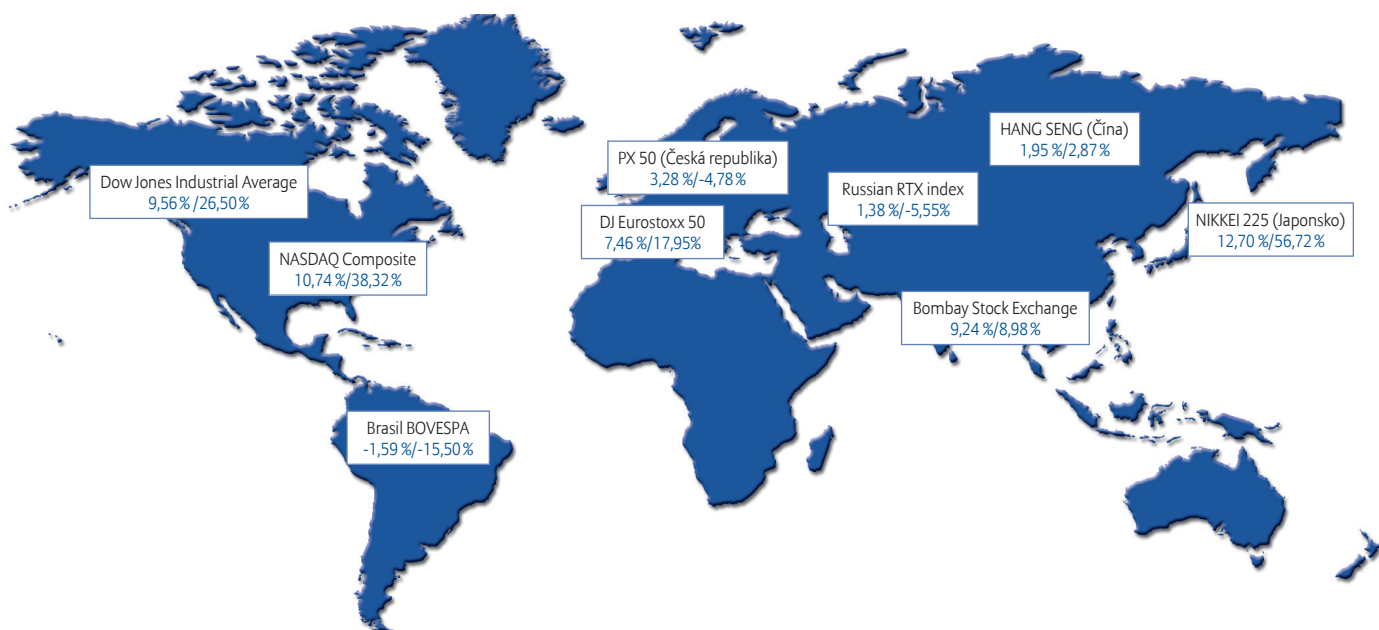 HANG SENG (Čína)
1,95 %/2,87 %
PX 50 (Česká republika)
3,28 %/-4,78 %
Dow Jones Industrial Average
9,56 %/26,50 %
Russian RTX index
1,38 %/-5,55%
DJ Eurostoxx 50
7,46 %/17,95%
NIKKEI 225 (Japonsko)
12,70 %/56,72 %
NASDAQ Composite
10,74 %/38,32 %
Bombay Stock Exchange
9,24 %/8,98 %
Brasil BOVESPA
-1,59 %/-15,50 %